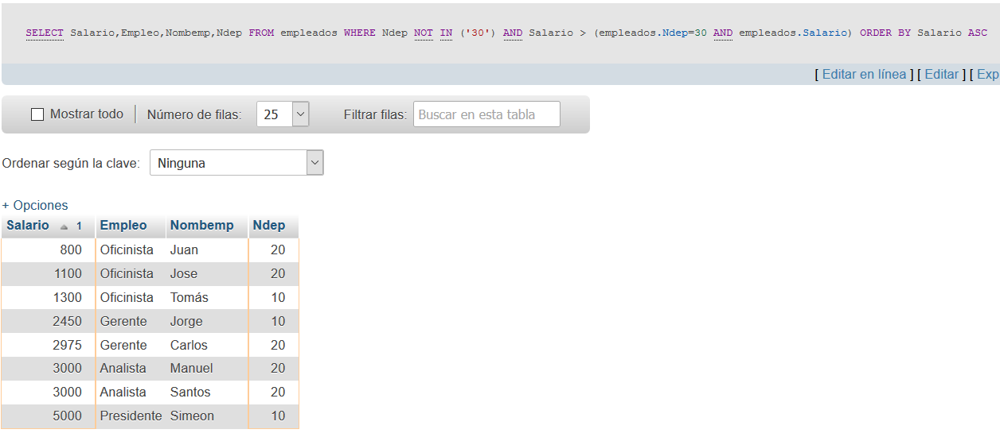 SELECT Salario,Empleo,Nombemp,Ndep FROM empleados WHERE Ndep NOT IN ('30') AND Salario > (empleados.Ndep=30 AND empleados.Salario) ORDER BY Salario ASC
[ Editar en línea ] [ Editar ] [ Exp
Mostrar todo Número de filas: 25 Filtrar filas: Buscar en esta tabla
Ordenar según la clave: Ninguna
+ Opciones
Salario 1 Empleo Nombemp Ndep
800 Oficinista Juan 20
1100 Oficinista Jose 20
1300 Oficinista Tomás 10
2450 Gerente Jorge 10
2975 Gerente Carlos 20
3000 Analista Manuel 20
3000 Analista Santos 20
5000 Presidente Simeon 10